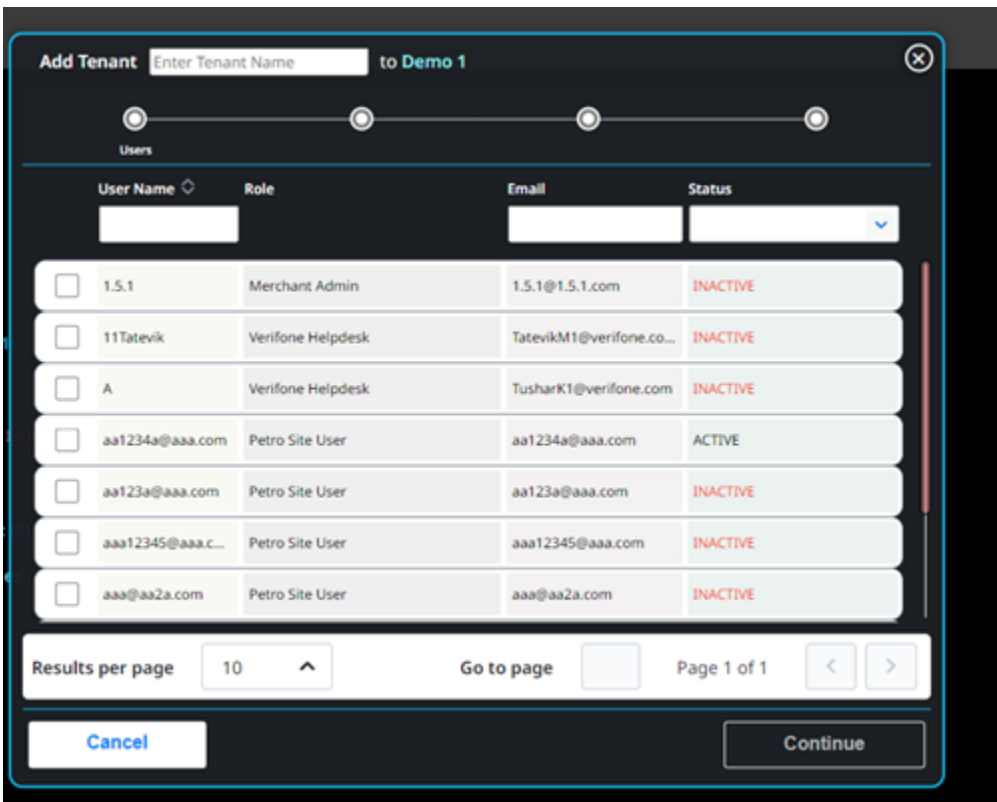 Add Tenant Enter Tenant Name to Demo 1
Users
User Name Role Email Status
1.5.1 Merchant Admin 1.5.1@1.5.1.com INACTIVE
11Tatevik Verifone Helpdesk TatevikM1@verifone.co... INACTIVE
A Verifone Helpdesk TusharK1@verifone.com INACTIVE
aa1234a@aaa.com Petro Site User aa1234a@aaa.com ACTIVE
aa123a@aaa.com Petro Site User aa123a@aaa.com INACTIVE
aaa12345@aaa.c... Petro Site User aaa12345@aaa.com INACTIVE
aaa@aa2a.com Petro Site User aaa@aa2a.com INACTIVE
Results per page 10 Go to page Page 1 of 1
Cancel Continue